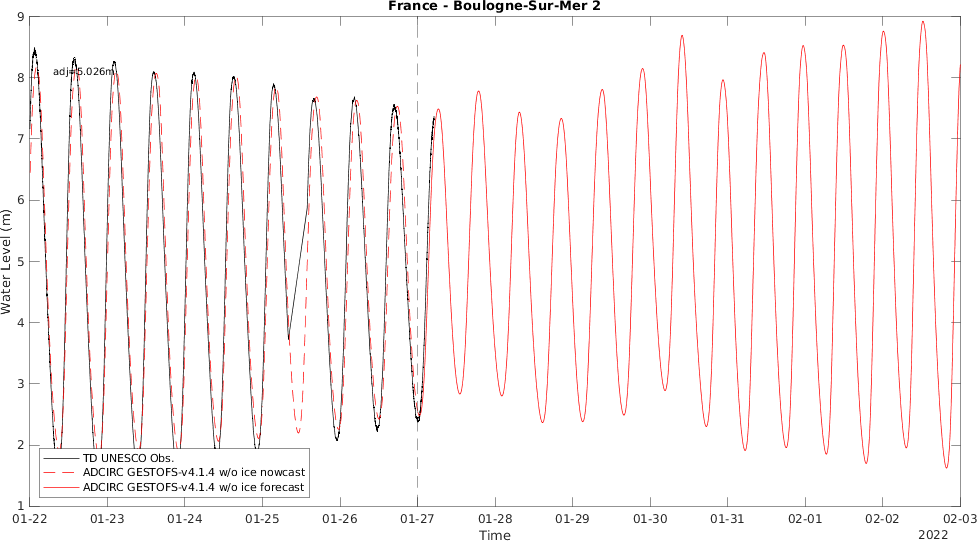 France - Boulogne-Sur-Mer 2
9
8
7
6
5
4
3
2
1
Water Level (m)
adj=5.026m
TD UNESCO Obs.
ADCIRC GESTOFS-v4.1.4 w/o ice nowcast
ADCIRC GESTOFS-v4.1.4 w/o ice forecast
01-22 01-23 01-24 01-25 01-26 01-27 01-28 01-29 01-30 01-31 02-01 02-02 02-03
Time
2022